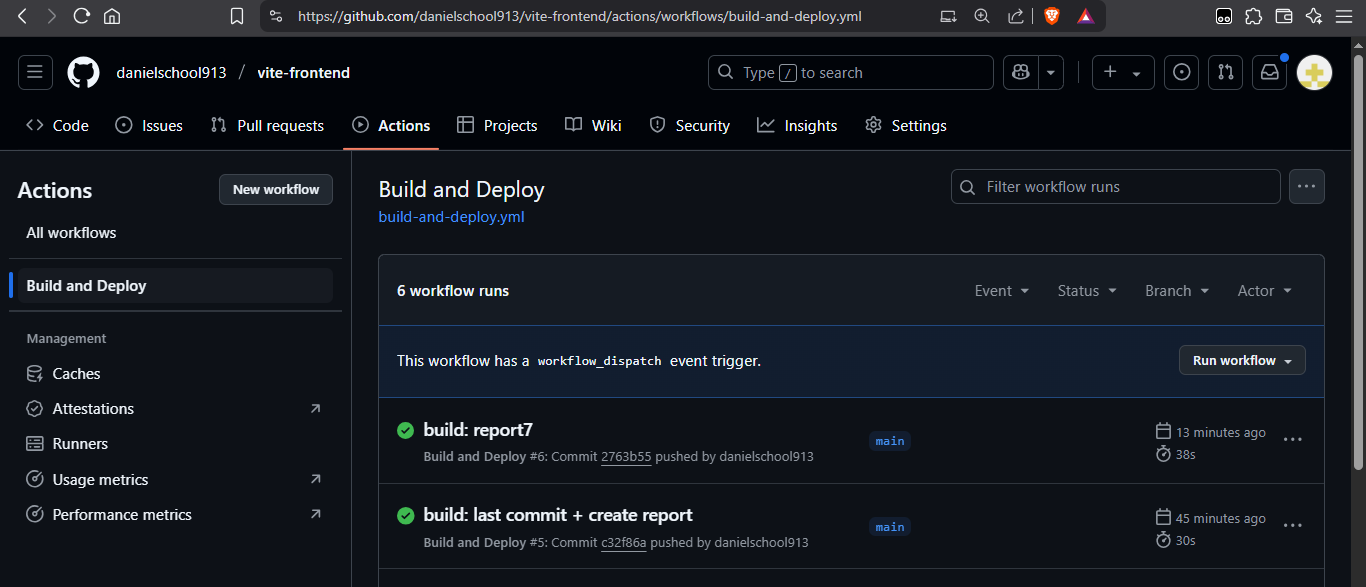 https://github.com/danielschool913/vite-frontend/actions/workflows/build-and-deploy.yml
danielschool913 / vite-frontend
Type / to search
Code Issues Pull requests Actions Projects Wiki Security Insights Settings
Actions
New workflow
All workflows
Build and Deploy
Management
Caches
Attestations
Runners
Usage metrics
Performance metrics
Build and Deploy
build-and-deploy.yml
Filter workflow runs
6 workflow runs
Event Status Branch Actor
This workflow has a workflow_dispatch event trigger.
Run workflow
build: report7
Build and Deploy #6: Commit 2763b55 pushed by danielschool913
main
13 minutes ago
38s
build: last commit + create report
Build and Deploy #5: Commit c32f86a pushed by danielschool913
main
45 minutes ago
30s